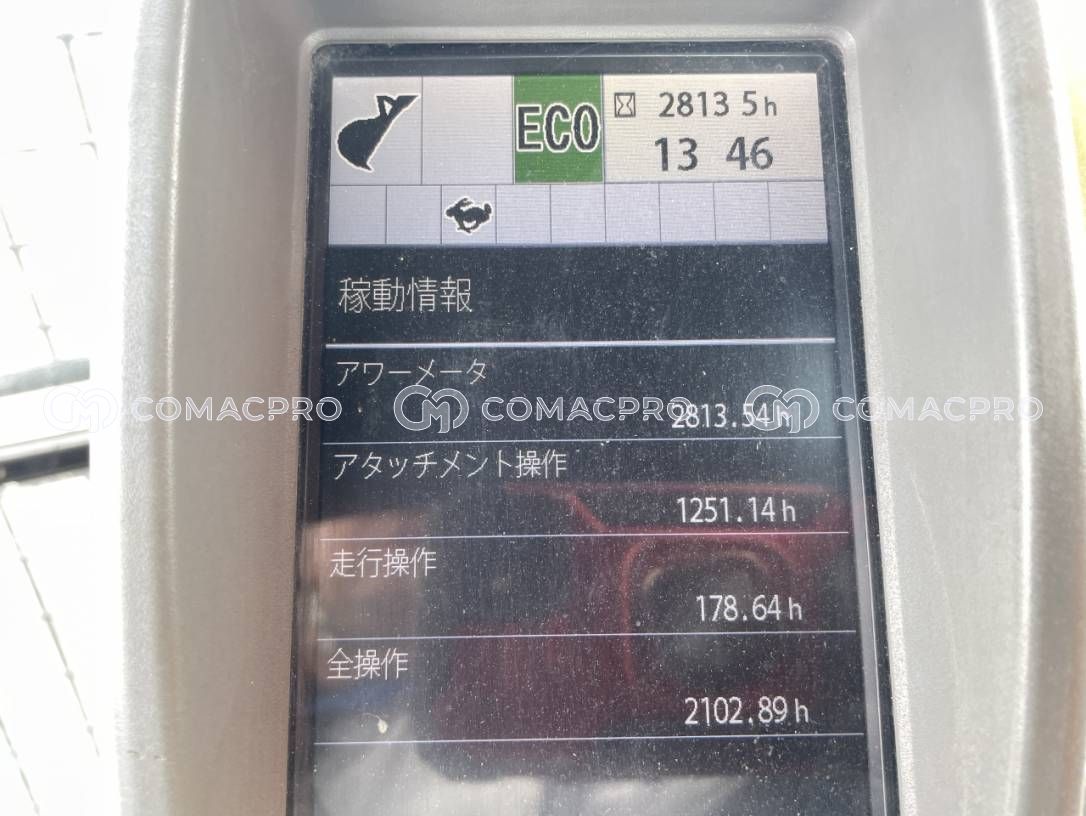 ECO
2813 5h
13 46
稼動情報
アワーメータ
COMACPRO COMACPRO COMACPRO
2813.54h
アタッチメント操作
1251.14h
走行操作
178.64h
全操作
2102.89h